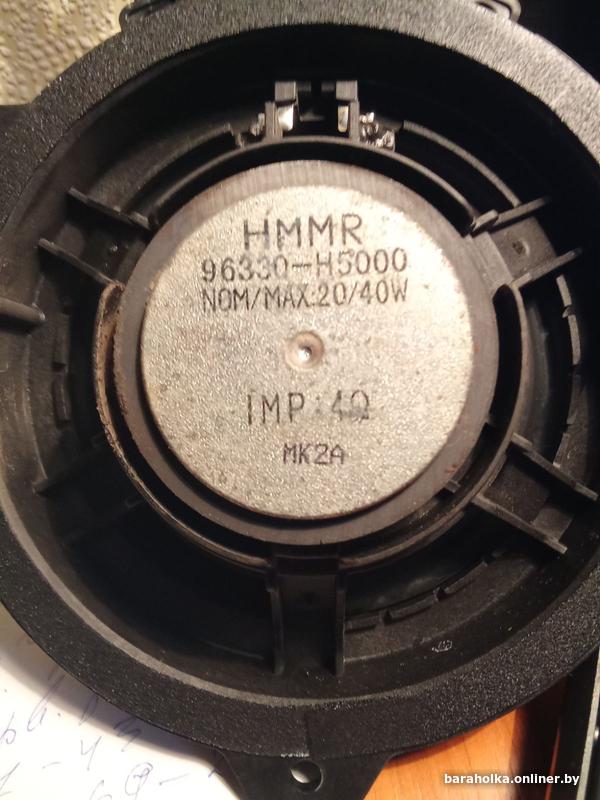 HMMR
96330-H5000
NOM/MAX:20/40W
IMP:4Ω
MK2A
baraholka.onliner.by